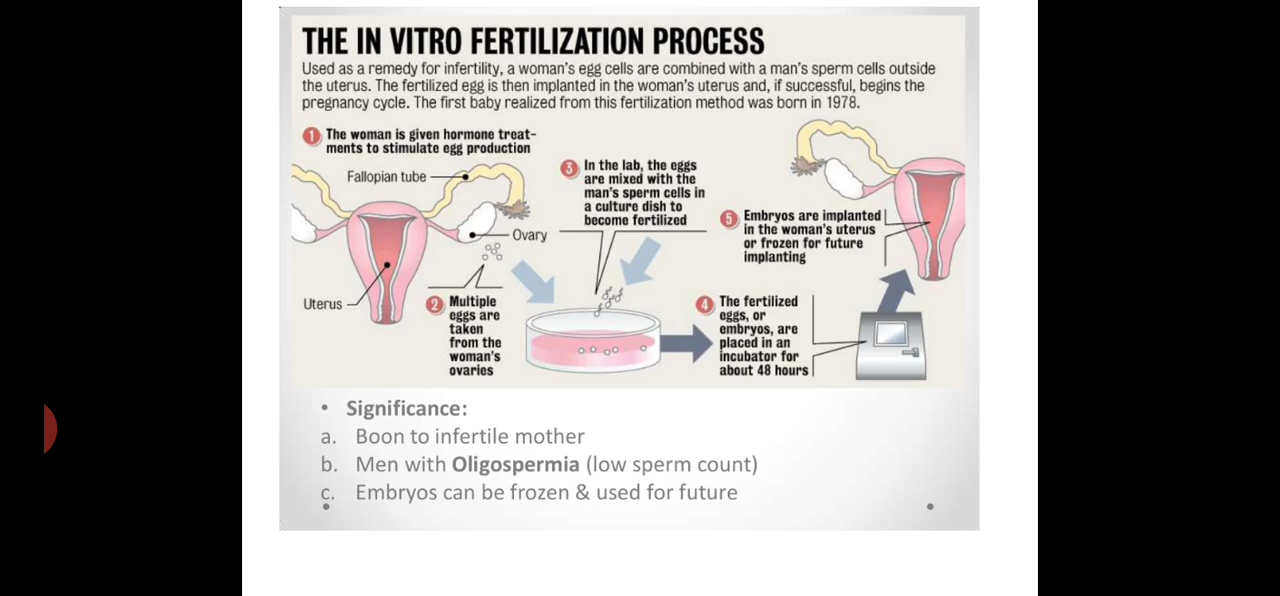 THE IN VITRO FERTILIZATION PROCESS
Used as a remedy for infertility, a woman's egg cells are combined with a man's sperm cells outside
the uterus. The fertilized egg is then implanted in the woman's uterus and, if successful, begins the
pregnancy cycle. The first baby realized from this fertilization method was born in 1978.
1 The woman is given hormone treat-
ments to stimulate egg production
Fallopian tube
Ovary
Uterus
2 Multiple
eggs are
taken
from the
woman's
ovaries
3 In the lab, the eggs
are mixed with the
man's sperm cells in
a culture dish to
become fertilized
4 The fertilized
eggs, or
embryos, are
placed in an
incubator for
about 48 hours
5 Embryos are implanted
in the woman's uterus
or frozen for future
implanting
• Significance:
a. Boon to infertile mother
b. Men with Oligospermia (low sperm count)
c. Embryos can be frozen & used for future